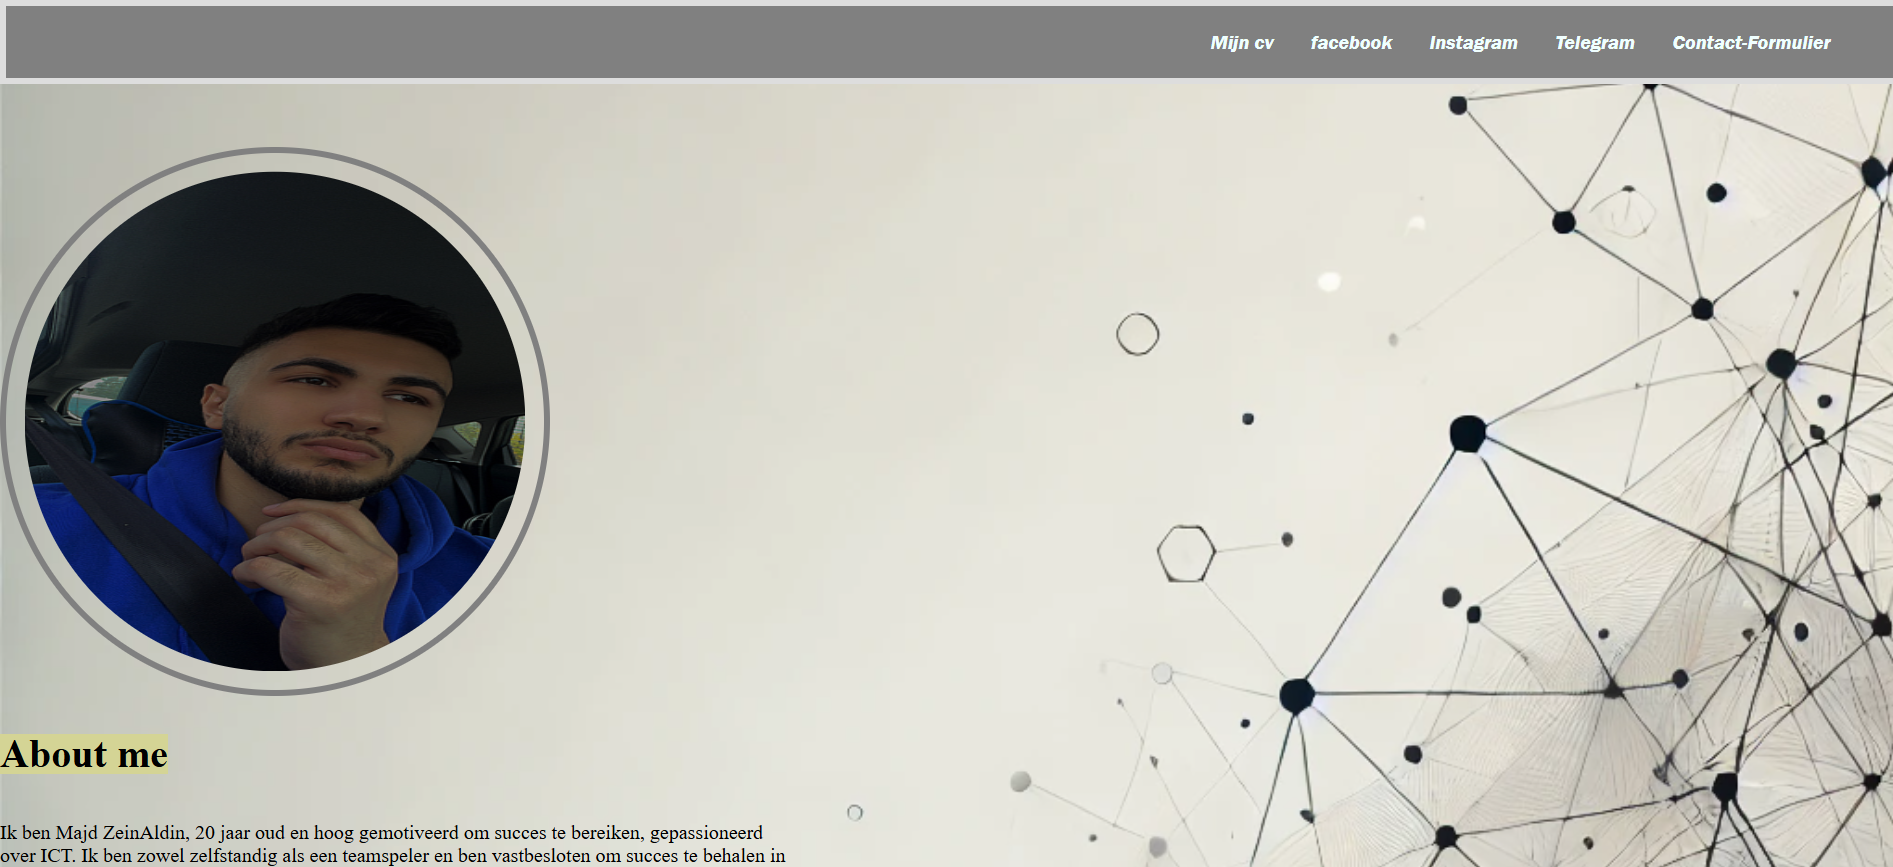 Mijn cv facebook Instagram Telegram Contact-Formulier
About me
Ik ben Majd ZeinAldin, 20 jaar oud en hoog gemotiveerd om succes te bereiken, gepassioneerd
over ICT. Ik ben zowel zelfstandig als een teamspeler en ben vastbesloten om succes te behalen in